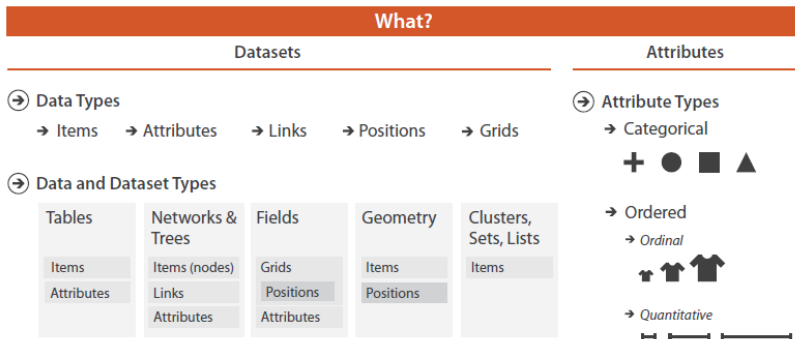 What?
Datasets
Attributes
Data Types
Items Attributes Links Positions Grids
Data and Dataset Types
Tables
Items
Attributes
Networks &
Trees
Items (nodes)
Links
Attributes
Fields
Grids
Positions
Attributes
Geometry
Items
Positions
Clusters,
Sets, Lists
Items
Attribute Types
Categorical
Ordered
Ordinal
Quantitative